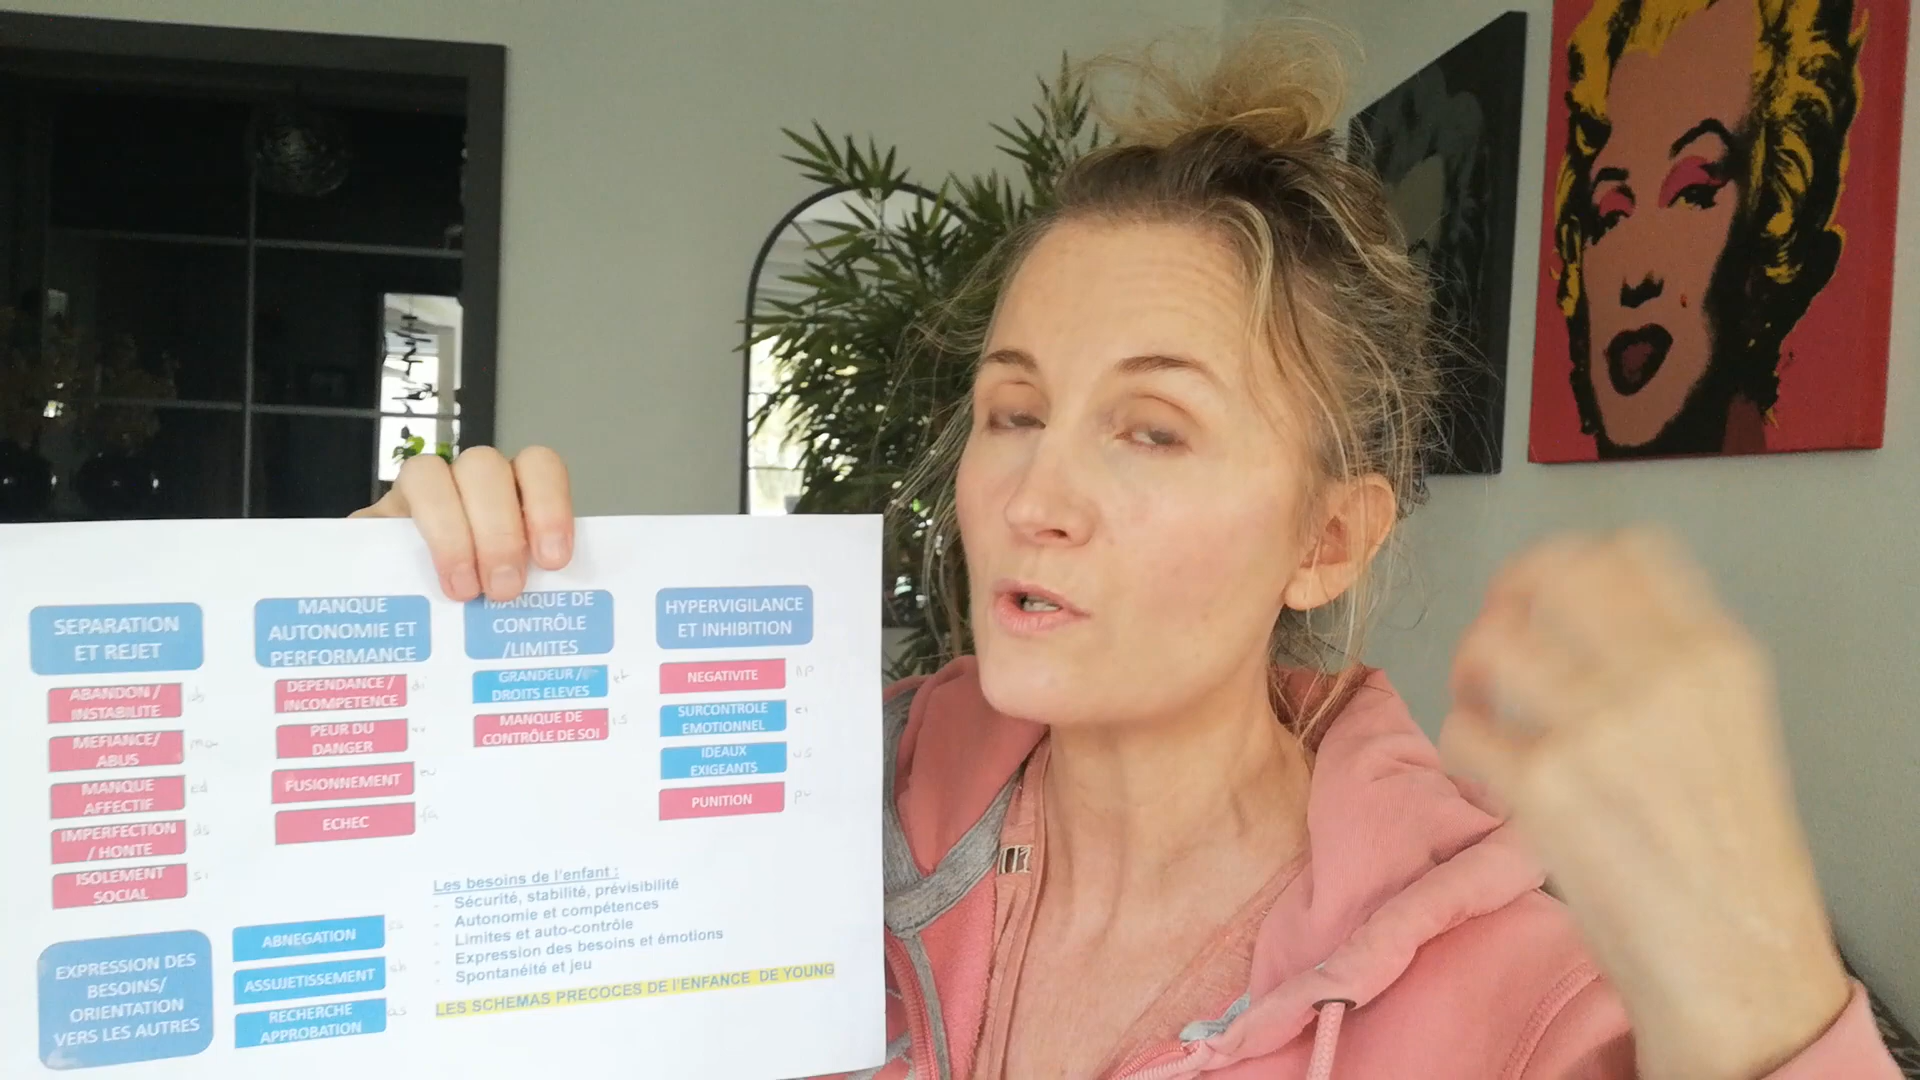 SEPARATION
ET REJET
ABANDON /
INSTABILITE
MEFIANCE/
ABUS
MANQUE
AFFECTIF
IMPERFECTION
/ HONTE
ISOLEMENT
SOCIAL
MANQUE
AUTONOMIE ET
PERFORMANCE
DEPENDANCE /
INCOMPETENCE
PEUR DU
DANGER
FUSIONNEMENT
ECHEC
MANQUE DE
CONTRÔLE
/LIMITES
GRANDEUR /
DROITS ELEVES
MANQUE DE
CONTRÔLE DE SOI
HYPERVIGILANCE
ET INHIBITION
NEGATIVITE
SURCONTROLE
EMOTIONNEL
IDEAUX
EXIGEANTS
PUNITION
EXPRESSION DES
BESOINS/
ORIENTATION
VERS LES AUTRES
ABNEGATION
ASSUJETISSEMENT
RECHERCHE
APPROBATION
Les besoins de l'enfant :
- Sécurité, stabilité, prévisibilité
- Autonomie et compétences
- Limites et auto-contrôle
- Expression des besoins et émotions
- Spontanéité et jeu
LES SCHEMAS PRECOCES DE l'ENFANCE DE YOUNG